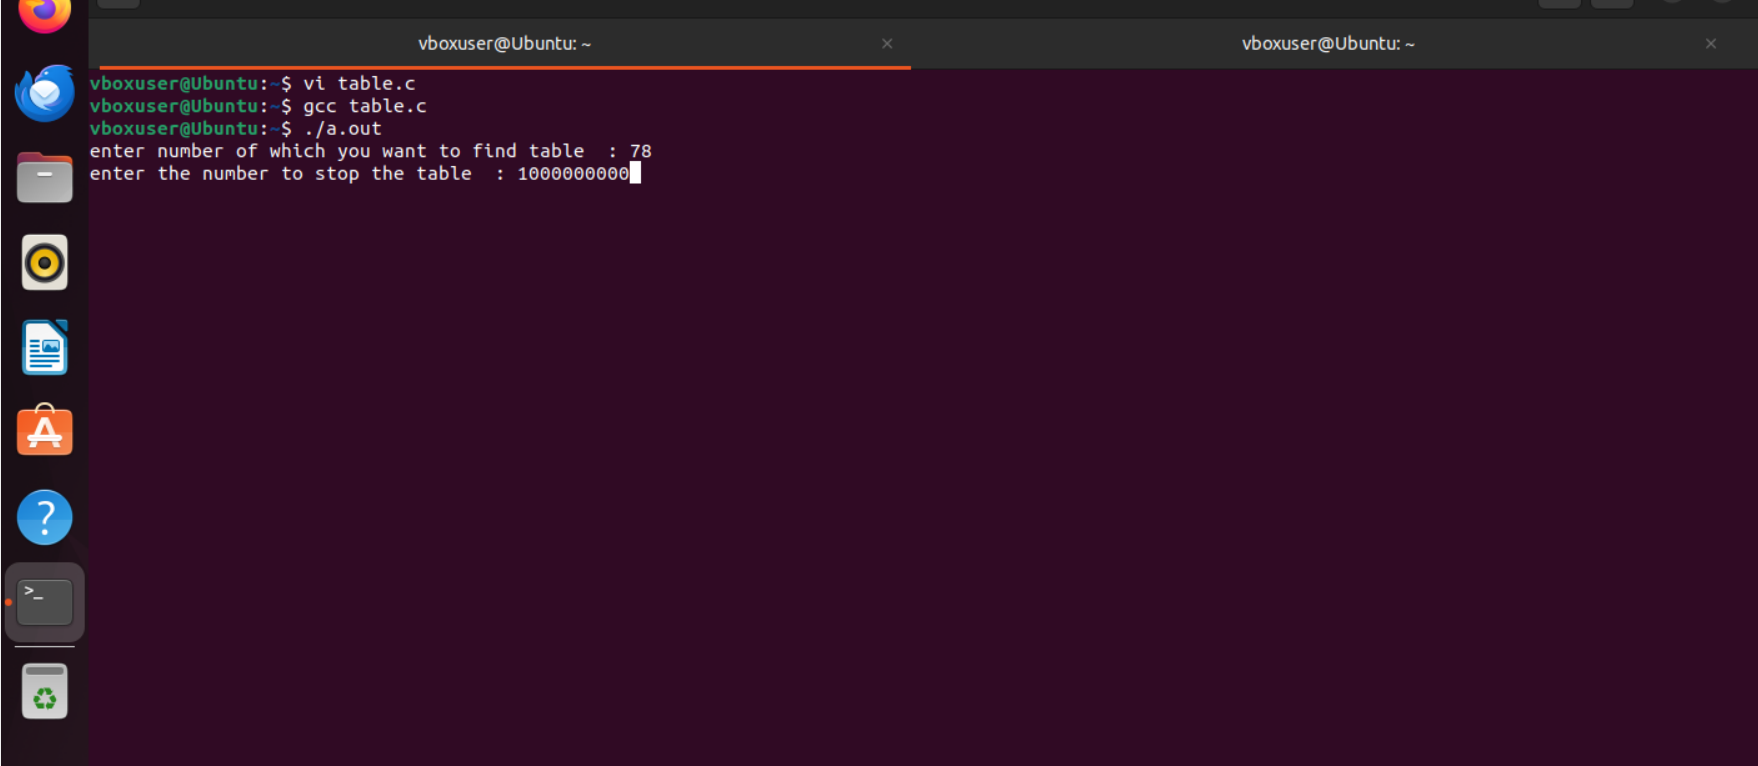 vboxuser@Ubuntu: ~ × vboxuser@Ubuntu: ~ ×
vboxuser@Ubuntu:~$ vi table.c
vboxuser@Ubuntu:~$ gcc table.c
vboxuser@Ubuntu:~$ ./a.out
enter number of which you want to find table  : 78
enter the number to stop the table  : 1000000000